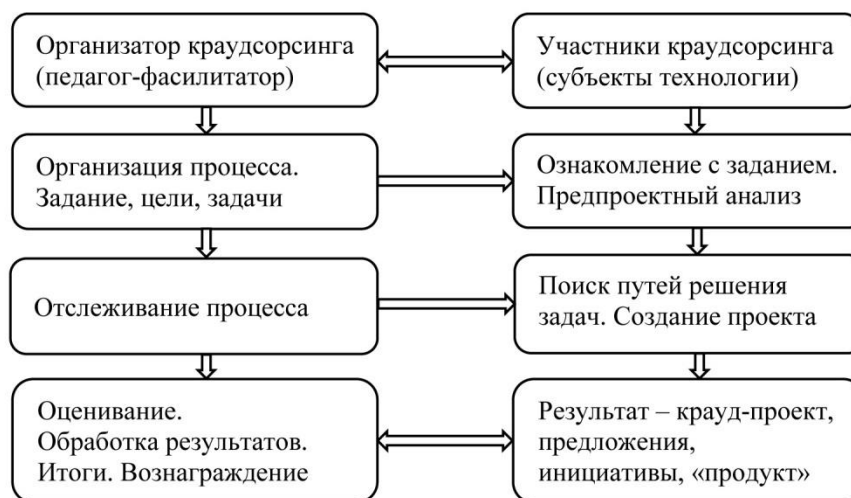 Организатор краудсорсинга
(педагог-фасилитатор)
Участники краудсорсинга
(субъекты технологии)
Организация процесса.
Задание, цели, задачи
Ознакомление с заданием.
Предпроектный анализ
Отслеживание процесса
Поиск путей решения
задач. Создание проекта
Оценивание.
Обработка результатов.
Итоги. Вознаграждение
Результат – крауд-проект,
предложения,
инициативы, «продукт»